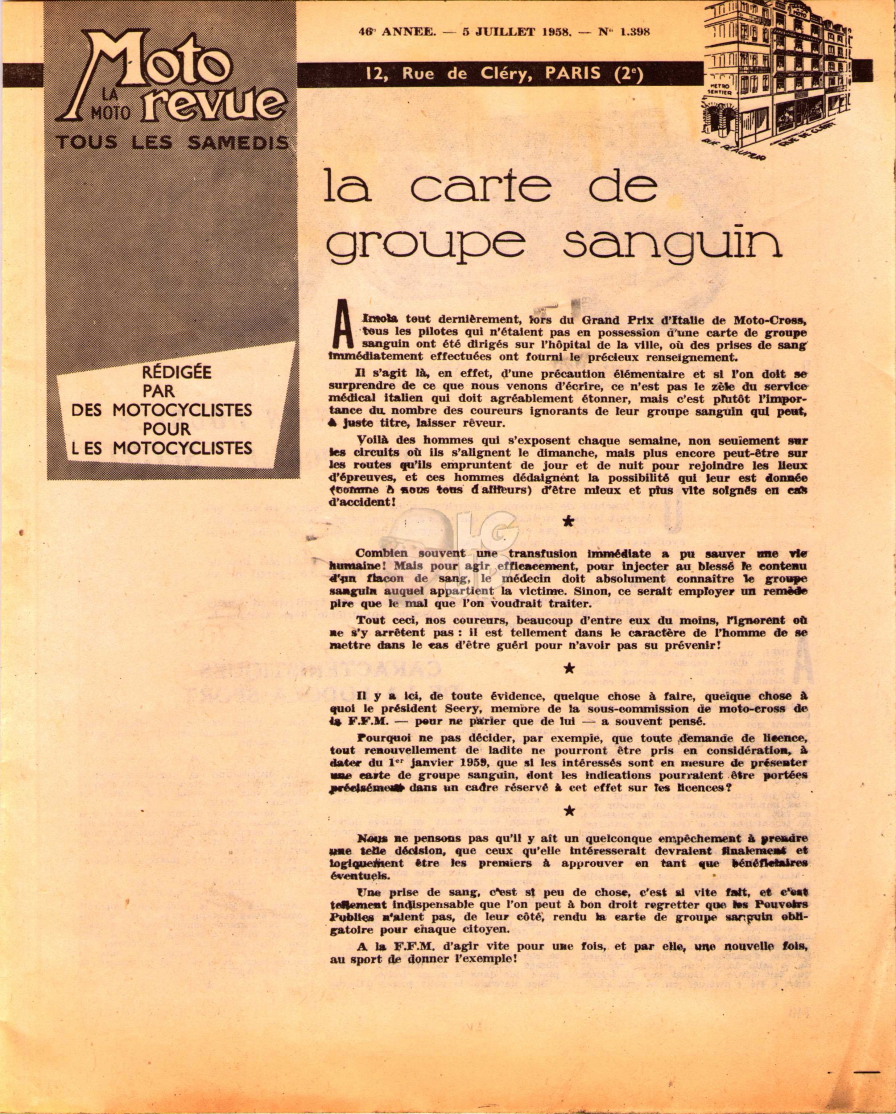 46e ANNEE. — 5 JUILLET 1958. — N° 1.398
12, Rue de Cléry, PARIS (2e)
Moto
LA MOTO revue
TOUS LES SAMEDIS
METRO
SENTIER
RUE REAUMUR
RUE DE CLERY
RÉDIGÉE
PAR
DES MOTOCYCLISTES
POUR
LES MOTOCYCLISTES
la carte de
groupe sanguin
A Imola tout dernièrement, lors du Grand Prix d'Italie de Moto-Cross,
tous les pilotes qui n'étaient pas en possession d'une carte de groupe
sanguin ont été dirigés sur l'hôpital de la ville, où des prises de sang
immédiatement effectuées ont fourni le précieux renseignement.
Il s'agit là, en effet, d'une précaution élémentaire et si l'on doit se
surprendre de ce que nous venons d'écrire, ce n'est pas le zèle du service
médical italien qui doit agréablement étonner, mais c'est plutôt l'impor-
tance du nombre des coureurs ignorants de leur groupe sanguin qui peut,
à juste titre, laisser rêveur.
Voilà des hommes qui s'exposent chaque semaine, non seulement sur
les circuits où ils s'alignent le dimanche, mais plus encore peut-être sur
les routes qu'ils empruntent de jour et de nuit pour rejoindre les lieux
d'épreuves, et ces hommes dédaignent la possibilité qui leur est donnée
(comme à nous tous d'ailleurs) d'être mieux et plus vite soignés en cas
d'accident!
★
LG
Combien souvent une transfusion immédiate a pu sauver une vie
humaine! Mais pour agir efficacement, pour injecter au blessé le contenu
d'un flacon de sang, le médecin doit absolument connaître le groupe
sanguin auquel appartient la victime. Sinon, ce serait employer un remède
pire que le mal que l'on voudrait traiter.
Tout ceci, nos coureurs, beaucoup d'entre eux du moins, l'ignorent où
ne s'y arrêtent pas : il est tellement dans le caractère de l'homme de se
mettre dans le cas d'être guéri pour n'avoir pas su prévenir!
★
Il y a ici, de toute évidence, quelque chose à faire, quelque chose à
quoi le président Seery, membre de la sous-commission de moto-cross de
la F.F.M. — pour ne parler que de lui — a souvent pensé.
Pourquoi ne pas décider, par exemple, que toute demande de licence,
tout renouvellement de ladite ne pourront être pris en considération, à
dater du 1er janvier 1959, que si les intéressés sont en mesure de présenter
une carte de groupe sanguin, dont les indications pourraient être portées
précisément dans un cadre réservé à cet effet sur les licences?
★
Nous ne pensons pas qu'il y ait un quelconque empêchement à prendre
une telle décision, que ceux qu'elle intéresserait devraient finalement et
logiquement être les premiers à approuver en tant que bénéficiaires
éventuels.
Une prise de sang, c'est si peu de chose, c'est si vite fait, et c'est
tellement indispensable que l'on peut à bon droit regretter que les Pouvoirs
Publics n'aient pas, de leur côté, rendu la carte de groupe sanguin obli-
gatoire pour chaque citoyen.
A la F.F.M. d'agir vite pour une fois, et par elle, une nouvelle fois,
au sport de donner l'exemple!